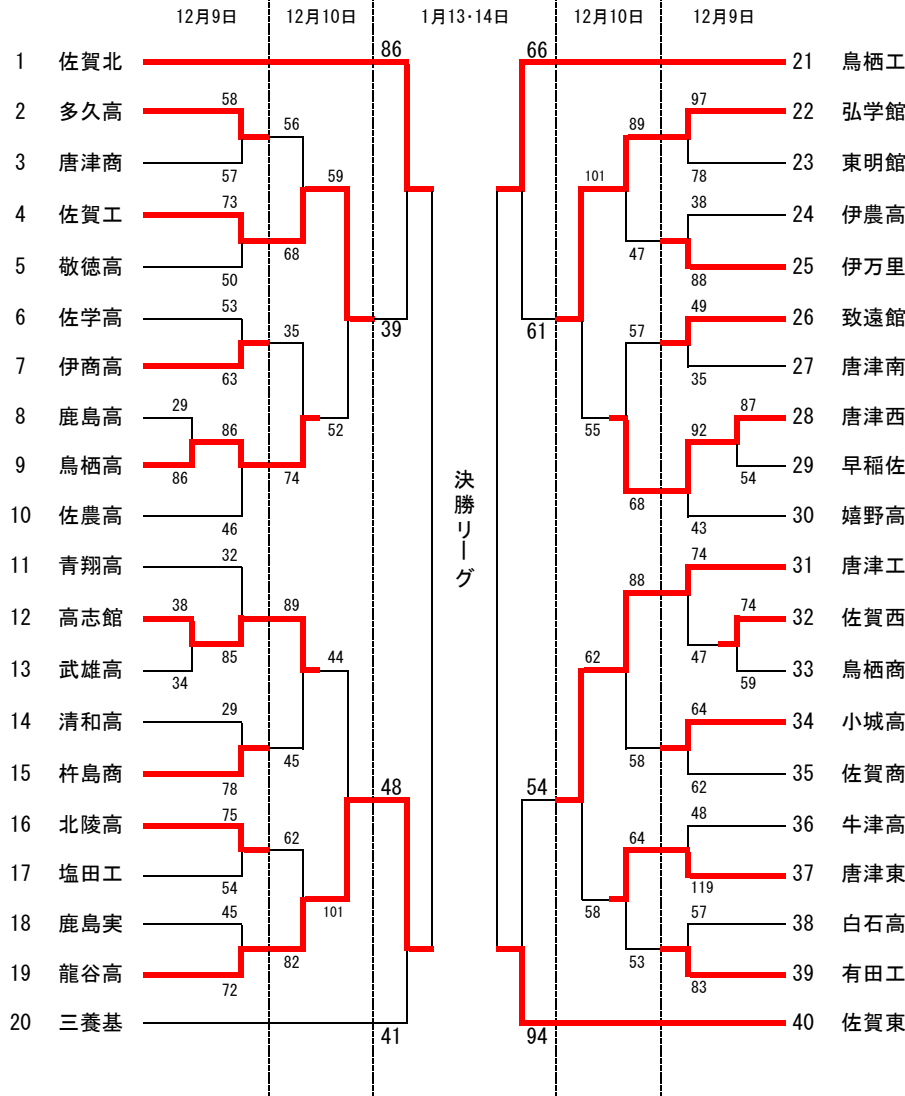 12月9日 12月10日 1月13・14日 12月10日 12月9日
86 66
1 佐賀北 21 鳥栖工
58 97
2 多久高 56 89 22 弘学館
3 唐津商 23 東明館
57 59 101 78
73 38
4 佐賀工 24 伊農高
68 47
5 敬徳高 25 伊万里
50 88
53 49
6 佐学高 35 39 61 57 26 致遠館
7 伊商高 27 唐津南
63 35
29 87
8 鹿島高 28 唐津西
86 52 55 92
9 鳥栖高 29 早稲佐
86 74 54
68
10 佐農高 30 嬉野高
46 43
決勝リーグ
32 74
11 青翔高 31 唐津工
88
38 89 74
12 高志館 32 佐賀西
85 44 62 47
13 武雄高 33 鳥栖商
34 59
29 64
14 清和高 34 小城高
45 58
15 杵島商 35 佐賀商
78 48 54 62
75 48
16 北陵高 62 64 36 牛津高
17 塩田工 37 唐津東
54 119
45 101 58 57
18 鹿島実 38 白石高
82 53
19 龍谷高 39 有田工
72 83
20 三養基 40 佐賀東
41 94